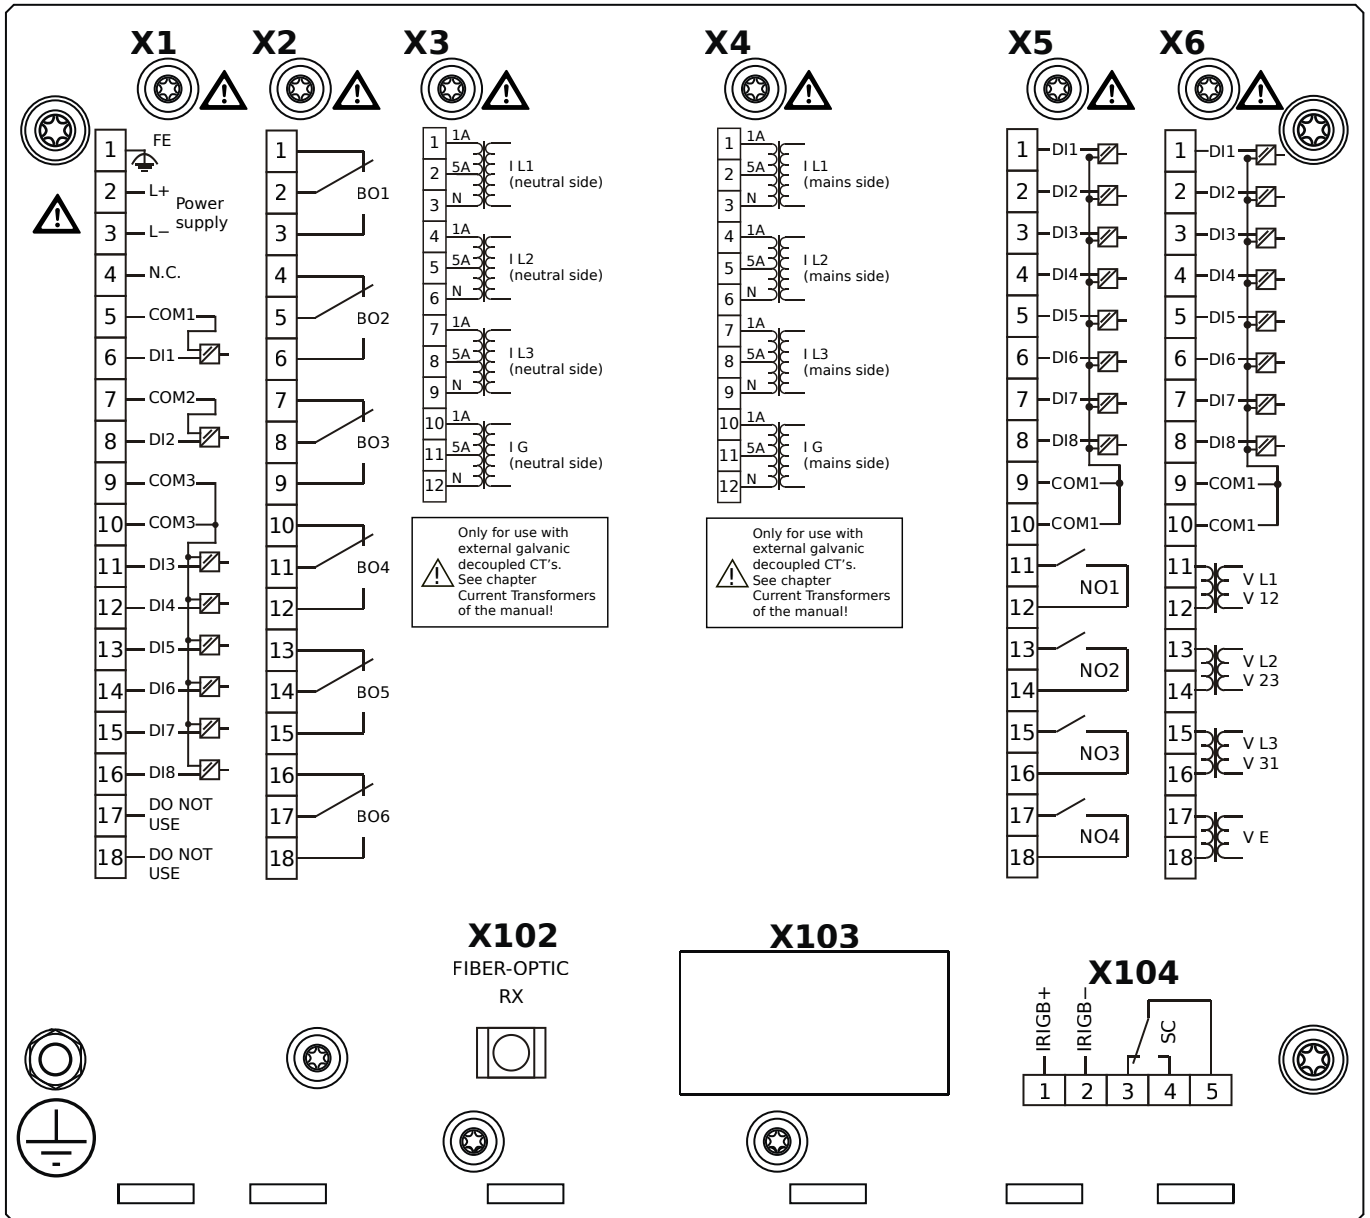 X1
X2
X3
X4
X5
X6
1
FE
2
L+
Power
supply
3
L−
4
N.C.
5
COM1
6
DI1
7
COM2
8
DI2
9
COM3
10
COM3
11
DI3
12
DI4
13
DI5
14
DI6
15
DI7
16
DI8
17
DO NOT
USE
18
DO NOT
USE
1
2
BO1
3
4
5
BO2
6
7
8
BO3
9
10
11
BO4
12
13
14
BO5
15
16
17
BO6
18
1
1A
2
5A
I L1
(neutral side)
3
N
4
1A
5
5A
I L2
(neutral side)
6
N
7
1A
8
5A
I L3
(neutral side)
9
N
10
1A
11
5A
I G
(neutral side)
12
N
Only for use with
external galvanic
decoupled CT’s.
See chapter
Current Transformers
of the manual!
1
1A
2
5A
I L1
(mains side)
3
N
4
1A
5
5A
I L2
(mains side)
6
N
7
1A
8
5A
I L3
(mains side)
9
N
10
1A
11
5A
I G
(mains side)
12
N
Only for use with
external galvanic
decoupled CT’s.
See chapter
Current Transformers
of the manual!
1
DI1
2
DI2
3
DI3
4
DI4
5
DI5
6
DI6
7
DI7
8
DI8
9
COM1
10
COM1
11
NO1
12
13
NO2
14
15
NO3
16
17
NO4
18
1
DI1
2
DI2
3
DI3
4
DI4
5
DI5
6
DI6
7
DI7
8
DI8
9
COM1
10
COM1
11
V L1
V 12
12
13
V L2
V 23
14
15
V L3
V 31
16
17
V E
18
X102
FIBER-OPTIC
RX
X103
X104
IRIGB+
IRIGB−
SC
1
2
3
4
5